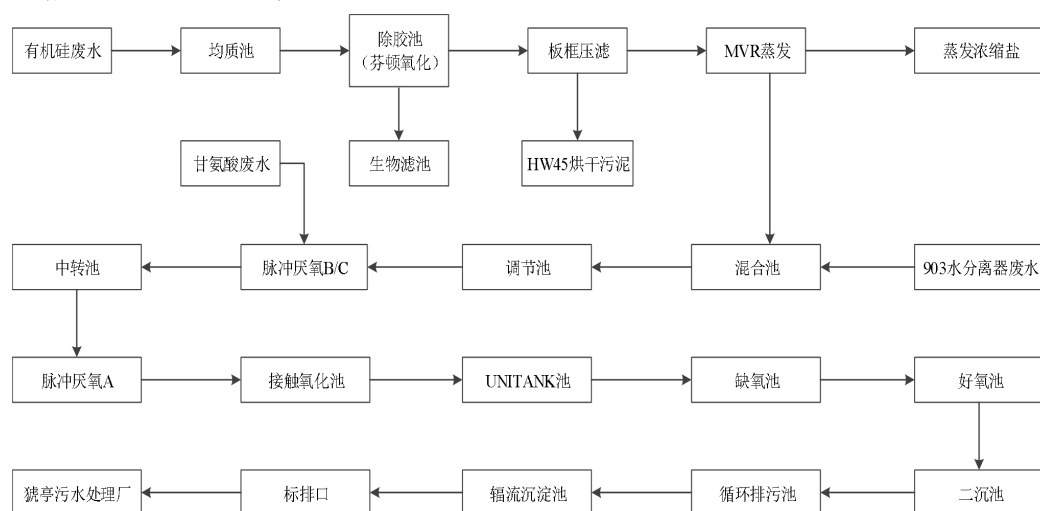 有机硅废水
均质池
除胶池
（芬顿氧化）
板框压滤
MVR蒸发
蒸发浓缩盐
甘氨酸废水
生物滤池
HW45烘干污泥
中转池
脉冲厌氧B/C
调节池
混合池
903水分离器废水
脉冲厌氧A
接触氧化池
UNITANK池
缺氧池
好氧池
猇亭污水处理厂
标排口
辐流沉淀池
循环排污池
二沉池